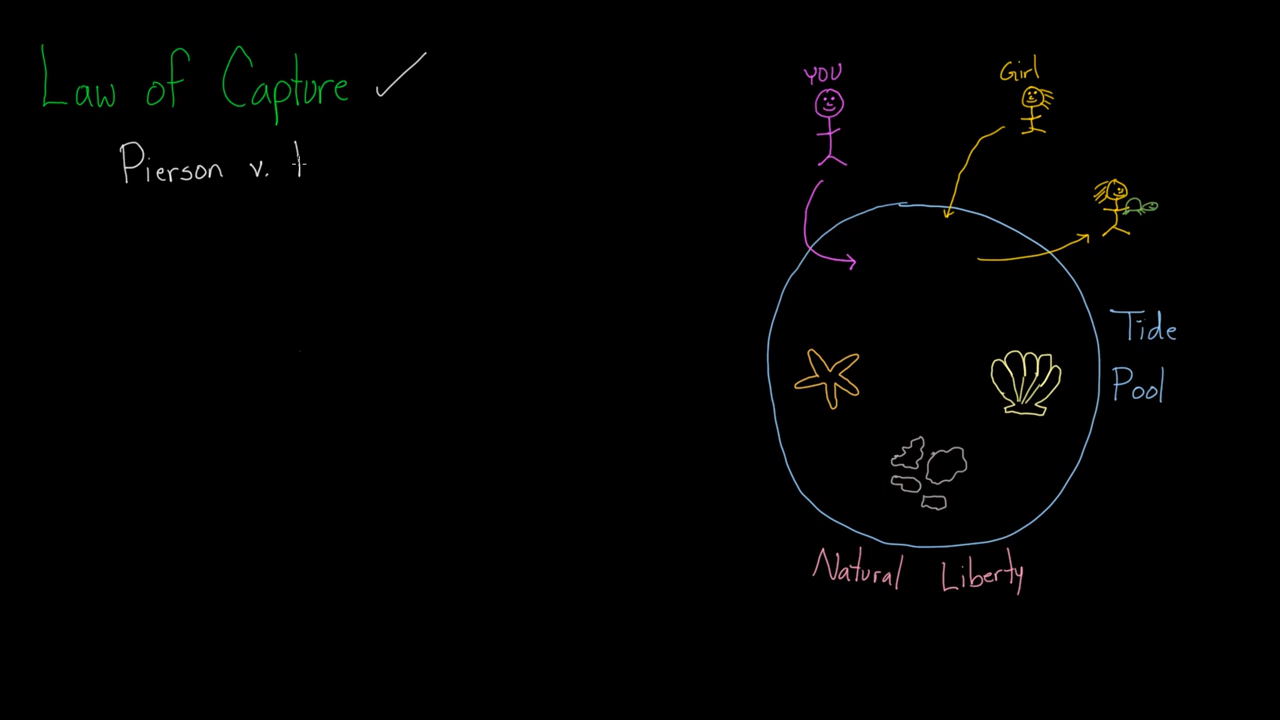 Law of Capture
Pierson v.
YOU
Girl
Tide
Pool
Natural Liberty